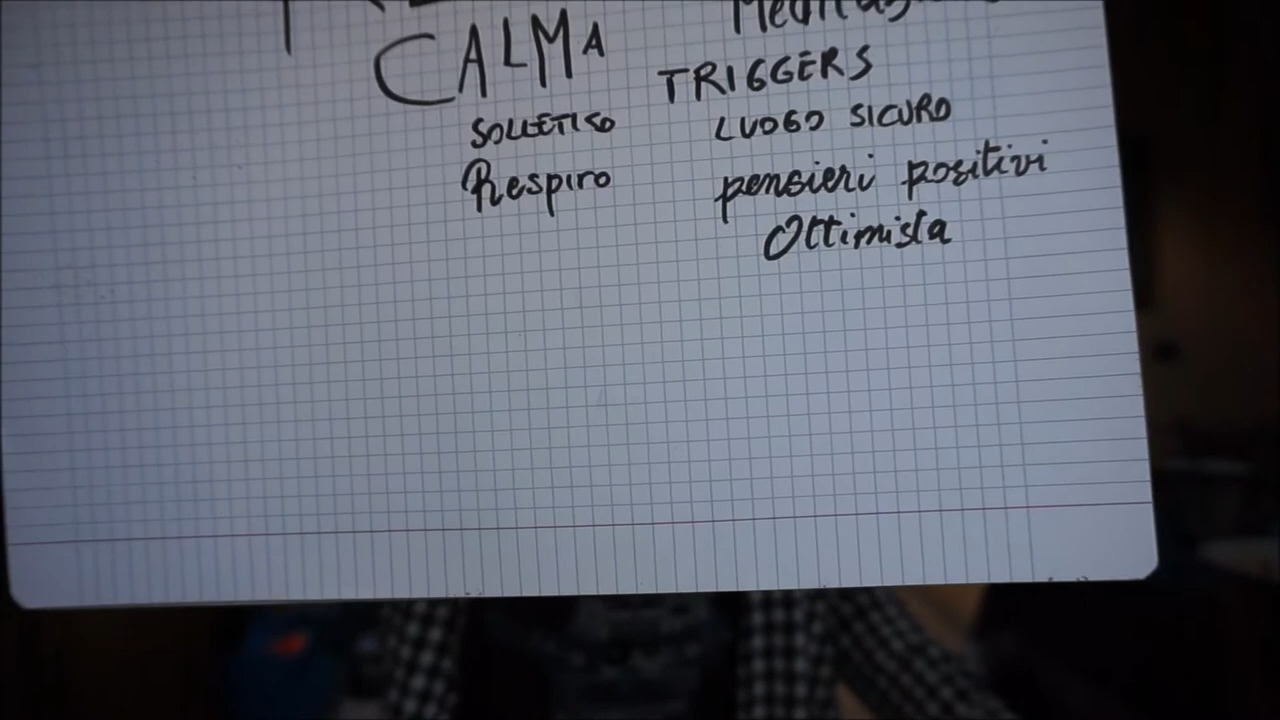 CALMA
TRIGGERS
SOLLETICO
LUOGO SICURO
Respiro
pensieri positivi
Ottimista